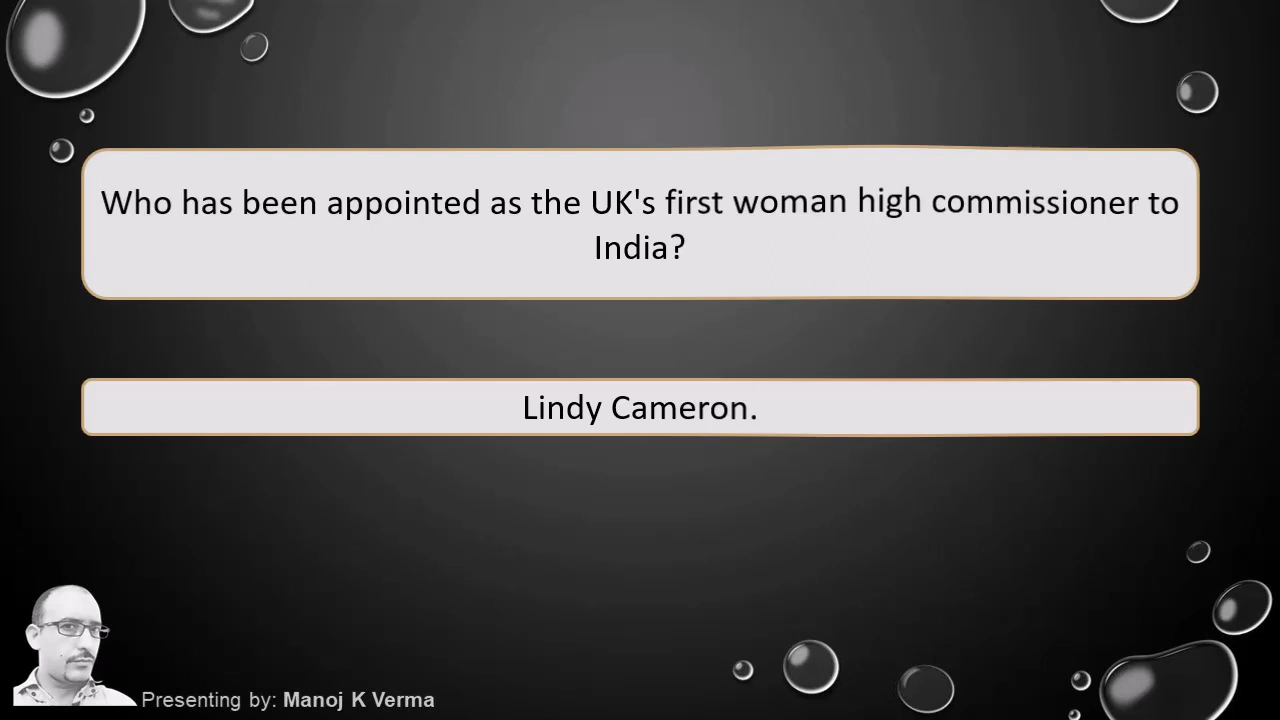 Who has been appointed as the UK's first woman high commissioner to
India?
Lindy Cameron.
Presenting by: Manoj K Verma